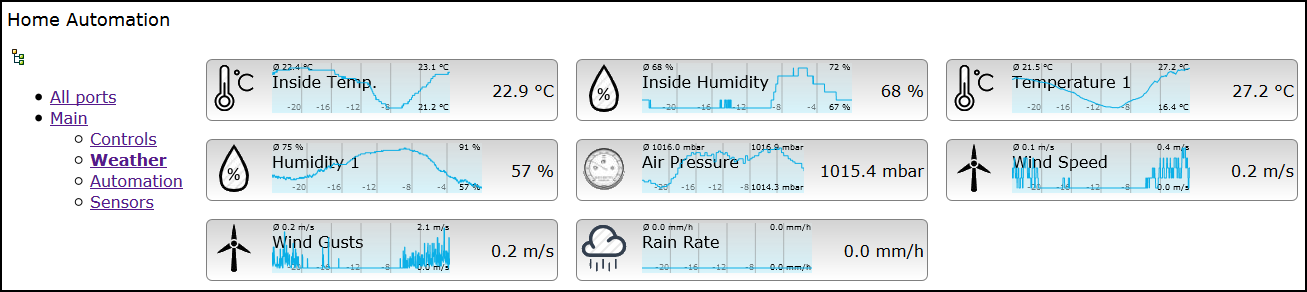 Home Automation
All ports
Main
Controls
Weather
Automation
Sensors
°C
Ø 22.4 °C
23.1 °C
Inside Temp.
22.9 °C
-20 -16 -12 -8 -4
21.2 °C
%
Ø 68 %
72 %
Inside Humidity
68 %
-20 -16 -12 -8 -4
67 %
°C
Ø 21.5 °C
27.2 °C
Temperature 1
27.2 °C
-20 -16 -12 -8
16.4 °C
%
Ø 75 %
91 %
Humidity 1
57 %
-20 -16 -12 -8 -4
57 %
Ø 1016.0 mbar
1016.9 mbar
Air Pressure
1015.4 mbar
-20 -16 -12 -8
1014.3 mbar
Ø 0.1 m/s
0.4 m/s
Wind Speed
0.2 m/s
-20 -16 -12 -8
0.0 m/s
Ø 0.2 m/s
2.1 m/s
Wind Gusts
0.2 m/s
-20 -16 -12 -8
0.0 m/s
Ø 0.0 mm/h
0.0 mm/h
Rain Rate
0.0 mm/h
-20 -16 -12 -8
0.0 mm/h